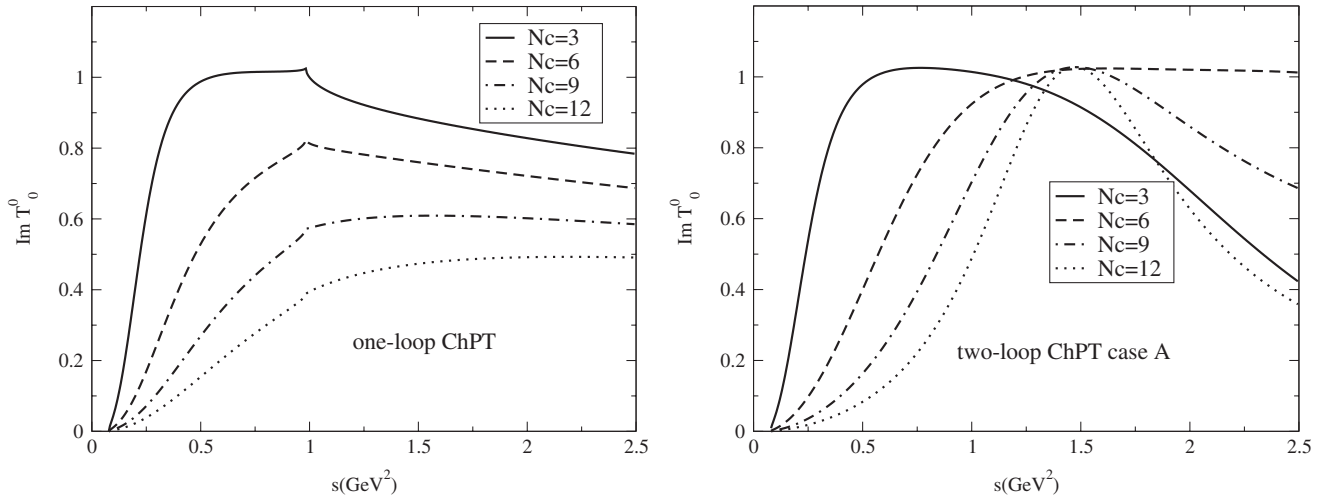 Nc=3
Nc=6
Nc=9
Nc=12
one-loop ChPT
Im T⁰₀
0
0.2
0.4
0.6
0.8
1
0
0.5
1
1.5
2
2.5
s(GeV²)
Nc=3
Nc=6
Nc=9
Nc=12
two-loop ChPT case A
Im T⁰₀
0
0.2
0.4
0.6
0.8
1
0
0.5
1
1.5
2
2.5
s(GeV²)